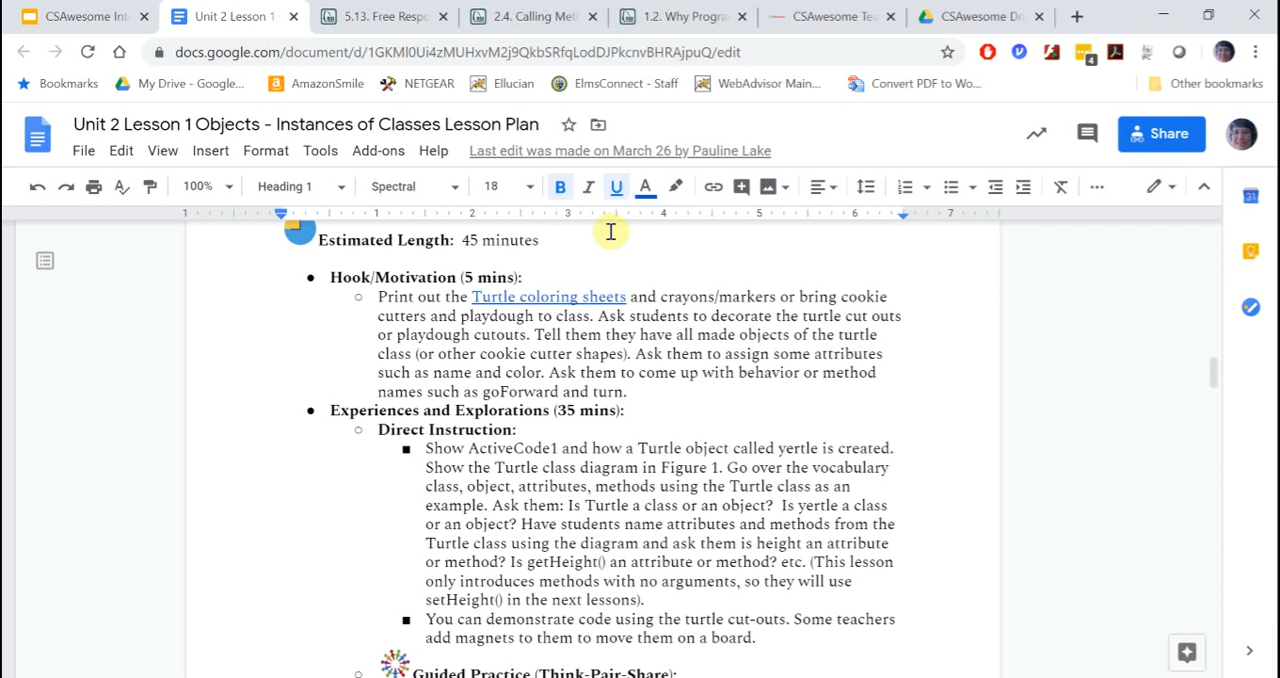 CSAwesome Int
Unit 2 Lesson 1
5.13. Free Respo
2.4. Calling Met
1.2. Why Progra
CSAwesome Tea
CSAwesome Dr
docs.google.com/document/d/1GKMl0Ui4zMUHxvM2j9QkbSRfqLodDJPkcnvBHRAjpuQ/edit
4
Bookmarks
My Drive - Google...
AmazonSmile
NETGEAR
Ellucian
ElmsConnect - Staff
WebAdvisor Main...
Convert PDF to Wo...
Other bookmarks
Unit 2 Lesson 1 Objects - Instances of Classes Lesson Plan
Share
File Edit View Insert Format Tools Add-ons Help Last edit was made on March 26 by Pauline Lake
100% Heading 1 Spectral 18 B I U A
31
1 1 2 3 4 5 6 7
Estimated Length: 45 minutes
● Hook/Motivation (5 mins):
○ Print out the Turtle coloring sheets and crayons/markers or bring cookie
cutters and playdough to class. Ask students to decorate the turtle cut outs
or playdough cutouts. Tell them they have all made objects of the turtle
class (or other cookie cutter shapes). Ask them to assign some attributes
such as name and color. Ask them to come up with behavior or method
names such as goForward and turn.
● Experiences and Explorations (35 mins):
○ Direct Instruction:
■ Show ActiveCode1 and how a Turtle object called yertle is created.
Show the Turtle class diagram in Figure 1. Go over the vocabulary
class, object, attributes, methods using the Turtle class as an
example. Ask them: Is Turtle a class or an object? Is yertle a class
or an object? Have students name attributes and methods from the
Turtle class using the diagram and ask them is height an attribute
or method? Is getHeight() an attribute or method? etc. (This lesson
only introduces methods with no arguments, so they will use
setHeight() in the next lessons).
■ You can demonstrate code using the turtle cut-outs. Some teachers
add magnets to them to move them on a board.
○ Guided Practice (Think-Pair-Share):